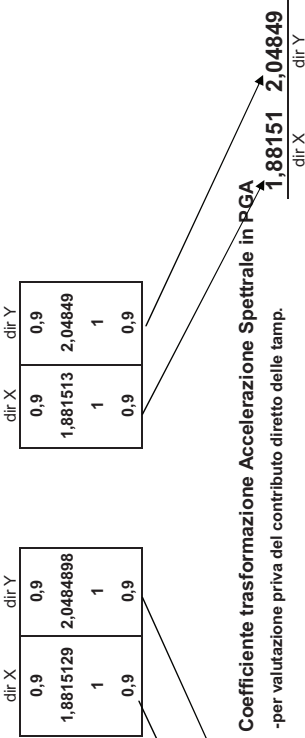 dir X dir Y
0,9 0,9
1,8815129 2,0484898
1 1
0,9 0,9
dir X dir Y
0,9 0,9
1,881513 2,04849
1 1
0,9 0,9
Coefficiente trasformazione Accelerazione Spettrale in PGA
-per valutazione priva del contributo diretto delle tamp.
1,88151 2,04849
dir X dir Y